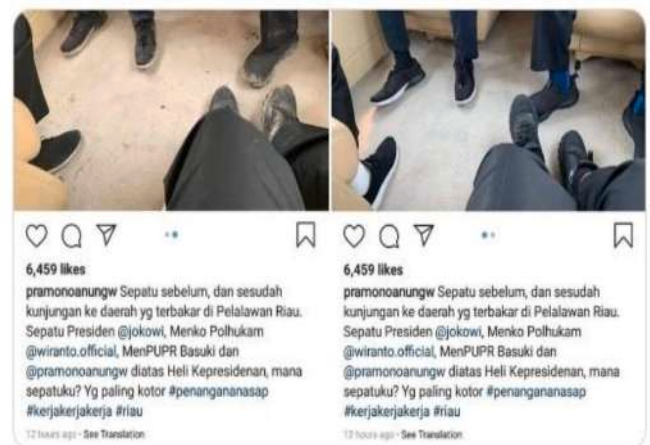 6,459 likes
pramonoanungw Sepatu sebelum, dan sesudah
kunjungan ke daerah yg terbakar di Pelalawan Riau.
Sepatu Presiden @jokowi, Menko Polhukam
@wiranto.official, MenPUPR Basuki dan
@pramonoanungw diatas Heli Kepresidenan, mana
sepatuku? Yg paling kotor #penangananasap
#kerjakerjakerja #riau
12 hours ago - See Translation
6,459 likes
pramonoanungw Sepatu sebelum, dan sesudah
kunjungan ke daerah yg terbakar di Pelalawan Riau.
Sepatu Presiden @jokowi, Menko Polhukam
@wiranto.official, MenPUPR Basuki dan
@pramonoanungw diatas Heli Kepresidenan, mana
sepatuku? Yg paling kotor #penangananasap
#kerjakerjakerja #riau
12 hours ago - See Translation